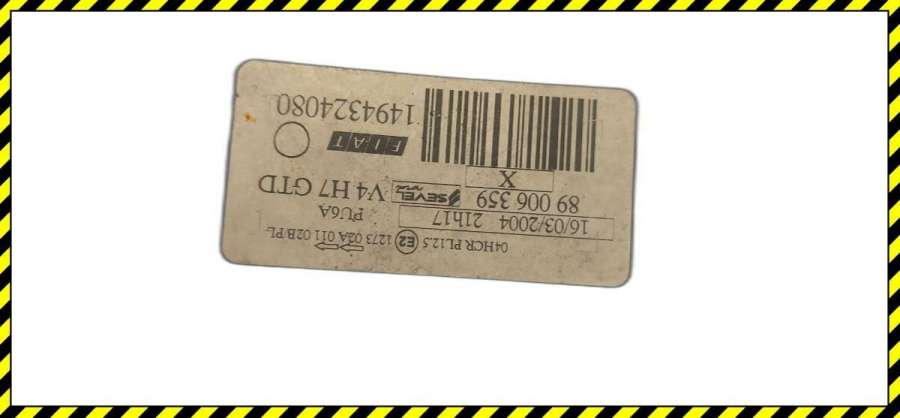 04HCR PL12.5 E2 1273 02A 011 02B PL
16/03/2004 21h17 PU6A
89 006 359 SEVEL V4 H7 GTD
X
FIAT
1494324080